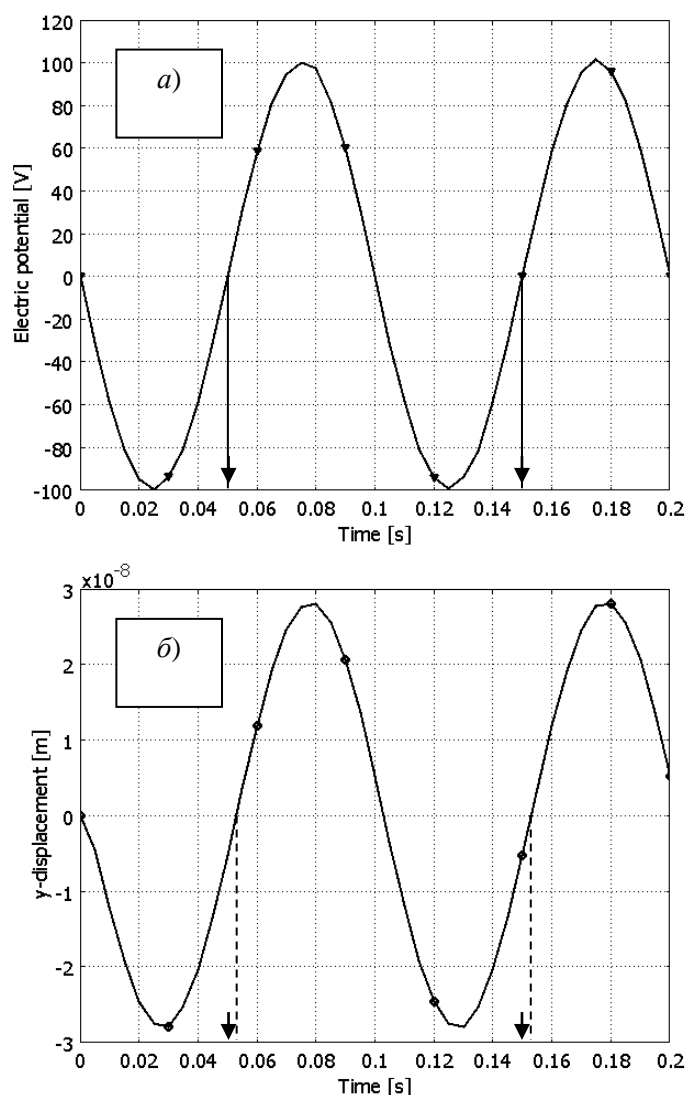 120
100
80
60
40
20
0
-20
-40
-60
-80
-100
Electric potential [V]
а)
0 0.02 0.04 0.06 0.08 0.1 0.12 0.14 0.16 0.18 0.2
Time [s]
x10^-8
3
2
1
0
-1
-2
-3
y-displacement [m]
б)
0 0.02 0.04 0.06 0.08 0.1 0.12 0.14 0.16 0.18 0.2
Time [s]